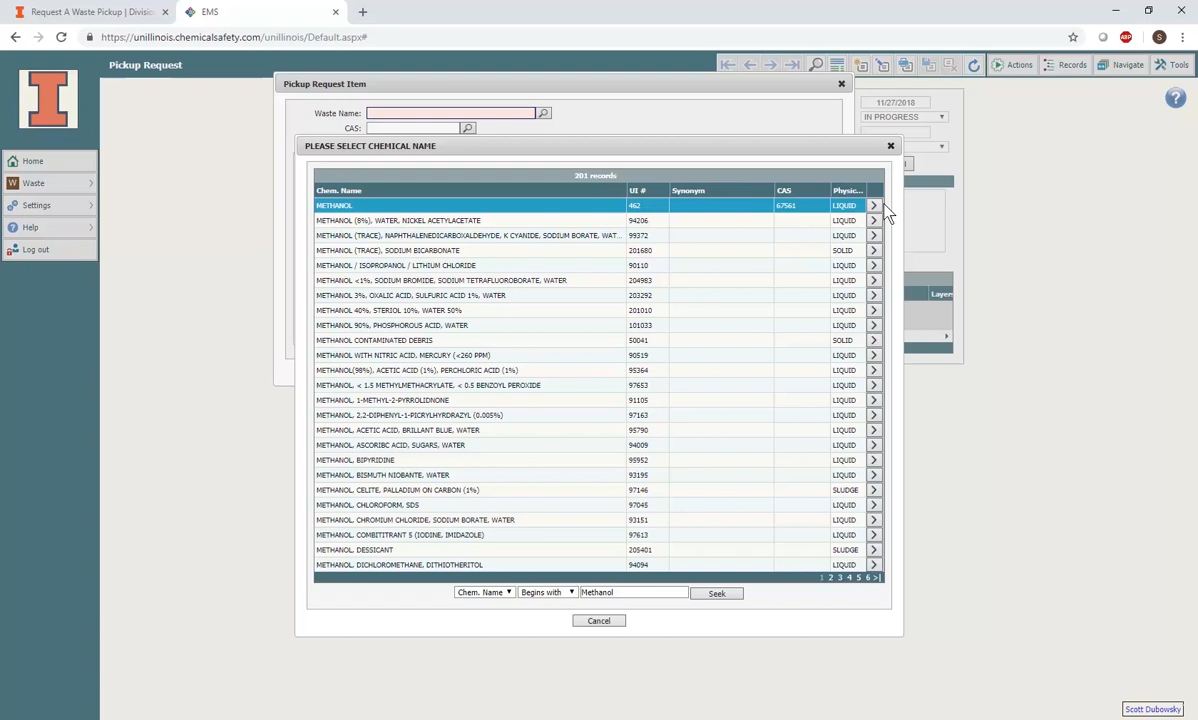 Request A Waste Pickup | Division
EMS
https://unillinois.chemicalsafety.com/unillinois/Default.aspx#
ABP
S
Pickup Request
Actions
Records
Navigate
Tools
Home
Waste
Settings
Help
Log out
Pickup Request Item
Waste Name:
CAS:
11/27/2018
IN PROGRESS
Layers
PLEASE SELECT CHEMICAL NAME
201 records
Chem. Name UI # Synonym CAS Physic...
METHANOL 462 67561 LIQUID
METHANOL (8%), WATER, NICKEL ACETYLACETATE 94206 LIQUID
METHANOL (TRACE), NAPHTHALENEDICARBOXALDEHYDE, K CYANIDE, SODIUM BORATE, WAT... 99372 LIQUID
METHANOL (TRACE), SODIUM BICARBONATE 201680 SOLID
METHANOL / ISOPROPANOL / LITHIUM CHLORIDE 90110 LIQUID
METHANOL <1%, SODIUM BROMIDE, SODIUM TETRAFLUOROBORATE, WATER 204983 LIQUID
METHANOL 3%, OXALIC ACID, SULFURIC ACID 1%, WATER 203292 LIQUID
METHANOL 40%, STERIOL 10%, WATER 50% 201010 LIQUID
METHANOL 90%, PHOSPHOROUS ACID, WATER 101033 LIQUID
METHANOL CONTAMINATED DEBRIS 50041 SOLID
METHANOL WITH NITRIC ACID, MERCURY (<260 PPM) 90519 LIQUID
METHANOL(98%), ACETIC ACID (1%), PERCHLORIC ACID (1%) 95364 LIQUID
METHANOL, < 1.5 METHYLMETHACRYLATE, < 0.5 BENZOYL PEROXIDE 97653 LIQUID
METHANOL, 1-METHYL-2-PYRROLIDNONE 91105 LIQUID
METHANOL, 2,2-DIPHENYL-1-PICRYLHYRDRAZYL (0.005%) 97163 LIQUID
METHANOL, ACETIC ACID, BRILLANT BLUE, WATER 95790 LIQUID
METHANOL, ASCORIBC ACID, SUGARS, WATER 94009 LIQUID
METHANOL, BIPYRIDINE 95952 LIQUID
METHANOL, BISMUTH NIOBANTE, WATER 93195 LIQUID
METHANOL, CELITE, PALLADIUM ON CARBON (1%) 97146 SLUDGE
METHANOL, CHLOROFORM, SDS 97045 LIQUID
METHANOL, CHROMIUM CHLORIDE, SODIUM BORATE, WATER 93151 LIQUID
METHANOL, COMBITITRANT 5 (IODINE, IMIDAZOLE) 97613 LIQUID
METHANOL, DESSICANT 205401 SLUDGE
METHANOL, DICHLOROMETHANE, DITHIOTHERITOL 94094 LIQUID
1 2 3 4 5 6 >|
Chem. Name Begins with Methanol Seek
Cancel
Scott Dubowsky